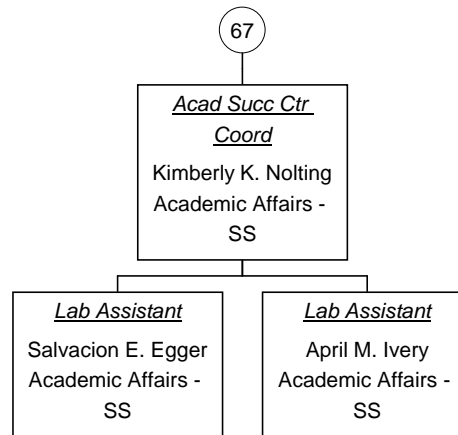 67
Acad Succ Ctr
Coord
Kimberly K. Nolting
Academic Affairs -
SS
Lab Assistant
Salvacion E. Egger
Academic Affairs -
SS
Lab Assistant
April M. Ivery
Academic Affairs -
SS